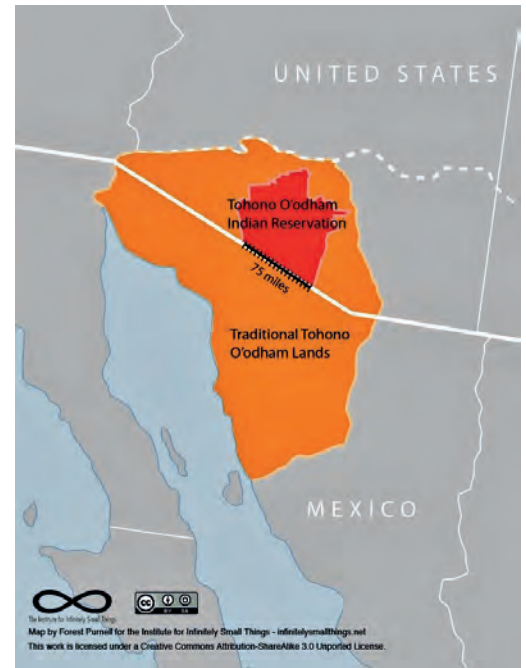 UNITED STATES
Tohono O'odham
Indian Reservation
75 miles
Traditional Tohono
O'odham Lands
MEXICO
The Institute for Infinitely Small Things
Map by Forest Purnell for the Institute for Infinitely Small Things - infinitelysmallthings.net
This work is licensed under a Creative Commons Attribution-ShareAlike 3.0 Unported License.